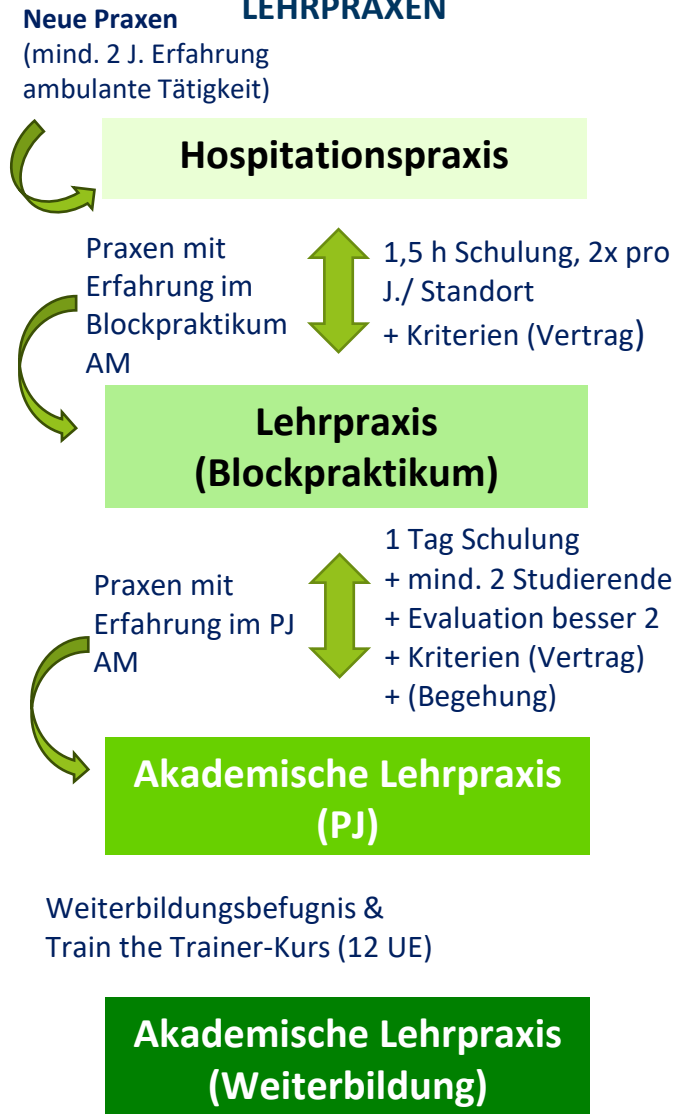 LEHRPRAXEN
Neue Praxen
(mind. 2 J. Erfahrung
ambulante Tätigkeit)
Hospitationspraxis
Praxen mit
Erfahrung im
Blockpraktikum
AM
1,5 h Schulung, 2x pro
J./ Standort
+ Kriterien (Vertrag)
Lehrpraxis
(Blockpraktikum)
Praxen mit
Erfahrung im PJ
AM
1 Tag Schulung
+ mind. 2 Studierende
+ Evaluation besser 2
+ Kriterien (Vertrag)
+ (Begehung)
Akademische Lehrpraxis
(PJ)
Weiterbildungsbefugnis &
Train the Trainer-Kurs (12 UE)
Akademische Lehrpraxis
(Weiterbildung)